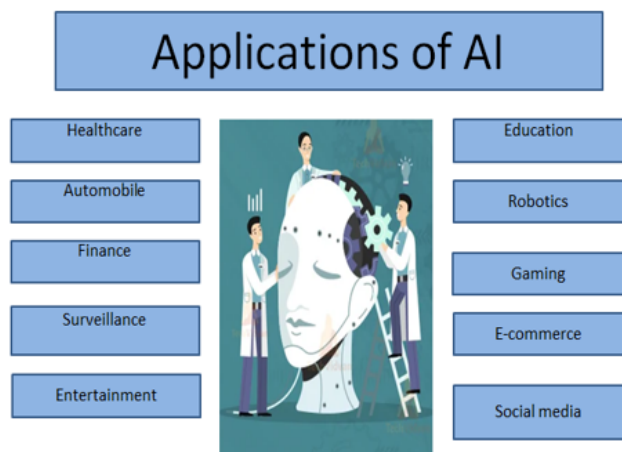 Applications of AI
Healthcare
Automobile
Finance
Surveillance
Entertainment
Education
Robotics
Gaming
E-commerce
Social media